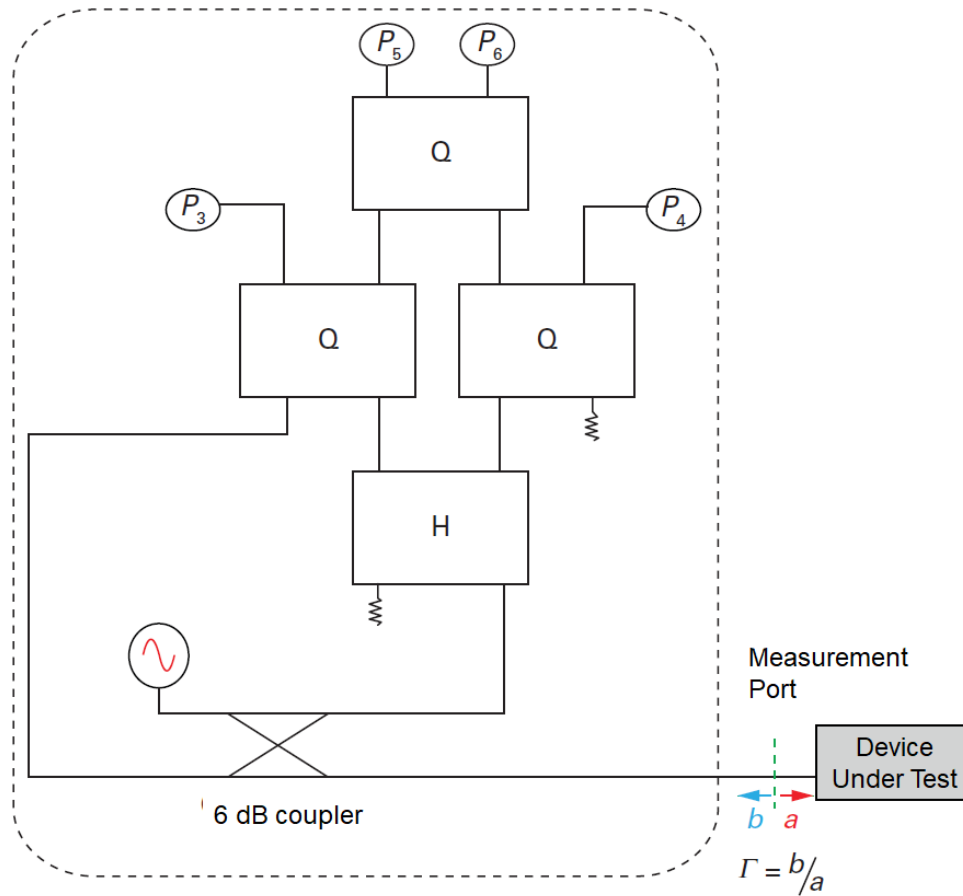 P5
P6
Q
P3
P4
Q
Q
H
Measurement
Port
Device
Under Test
6 dB coupler
b
a
Γ = b/a